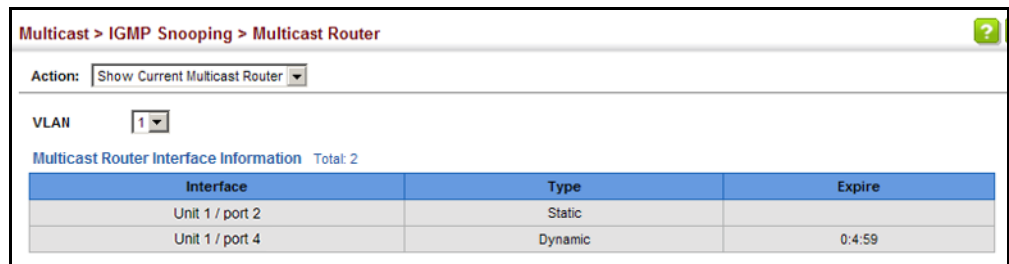 Multicast > IGMP Snooping > Multicast Router
?
Action: Show Current Multicast Router
VLAN 1
Multicast Router Interface Information Total: 2
Interface Type Expire
Unit 1 / port 2 Static
Unit 1 / port 4 Dynamic 0:4:59